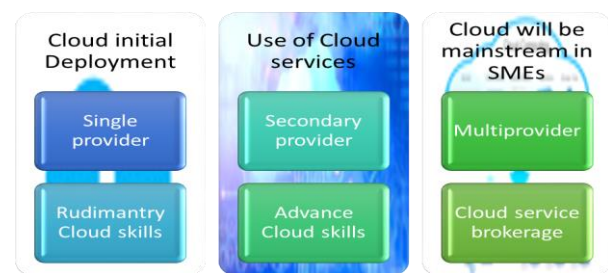 Cloud initial
Deployment
Single
provider
Rudimantry
Cloud skills
Use of Cloud
services
Secondary
provider
Advance
Cloud skills
Cloud will be
mainstream in
SMEs
Multiprovider
Cloud service
brokerage